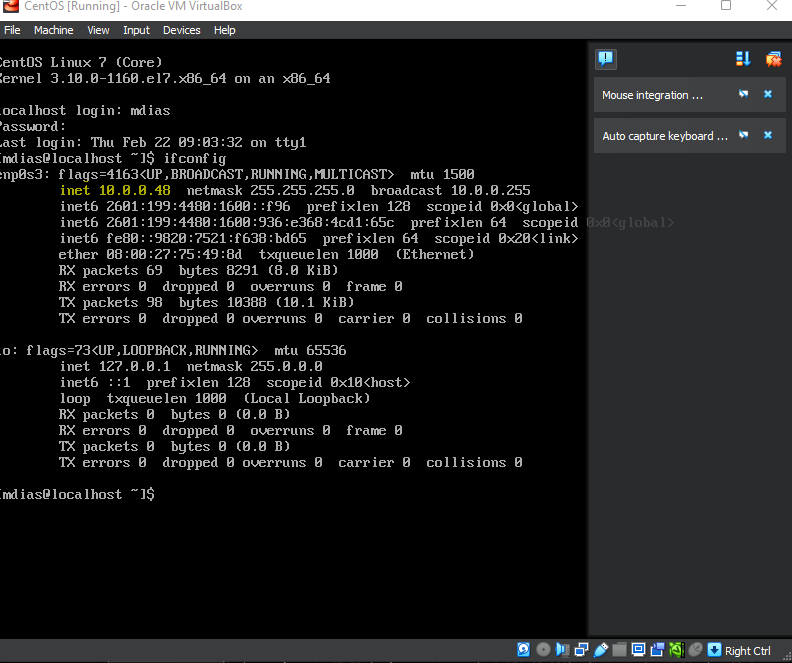 CentOS [Running] - Oracle VM VirtualBox
File Machine View Input Devices Help
CentOS Linux 7 (Core)
Kernel 3.10.0-1160.el7.x86_64 on an x86_64
localhost login: mdias
Password:
Last login: Thu Feb 22 09:03:32 on tty1
[mdias@localhost ~]$ ifconfig
enp0s3: flags=4163<UP,BROADCAST,RUNNING,MULTICAST> mtu 1500
inet 10.0.0.48 netmask 255.255.255.0 broadcast 10.0.0.255
inet6 2601:199:4480:1600::f96 prefixlen 128 scopeid 0x0<global>
inet6 2601:199:4480:1600:936:e368:4cd1:65c prefixlen 64 scopeid 0x0<global>
inet6 fe80::9820:7521:f638:bd65 prefixlen 64 scopeid 0x20<link>
ether 08:00:27:75:49:8d txqueuelen 1000 (Ethernet)
RX packets 69 bytes 8291 (8.0 KiB)
RX errors 0 dropped 0 overruns 0 frame 0
TX packets 98 bytes 10388 (10.1 KiB)
TX errors 0 dropped 0 overruns 0 carrier 0 collisions 0
lo: flags=73<UP,LOOPBACK,RUNNING> mtu 65536
inet 127.0.0.1 netmask 255.0.0.0
inet6 ::1 prefixlen 128 scopeid 0x10<host>
loop txqueuelen 1000 (Local Loopback)
RX packets 0 bytes 0 (0.0 B)
RX errors 0 dropped 0 overruns 0 frame 0
TX packets 0 bytes 0 (0.0 B)
TX errors 0 dropped 0 overruns 0 carrier 0 collisions 0
[mdias@localhost ~]$
Mouse integration ...
Auto capture keyboard ...
Right Ctrl